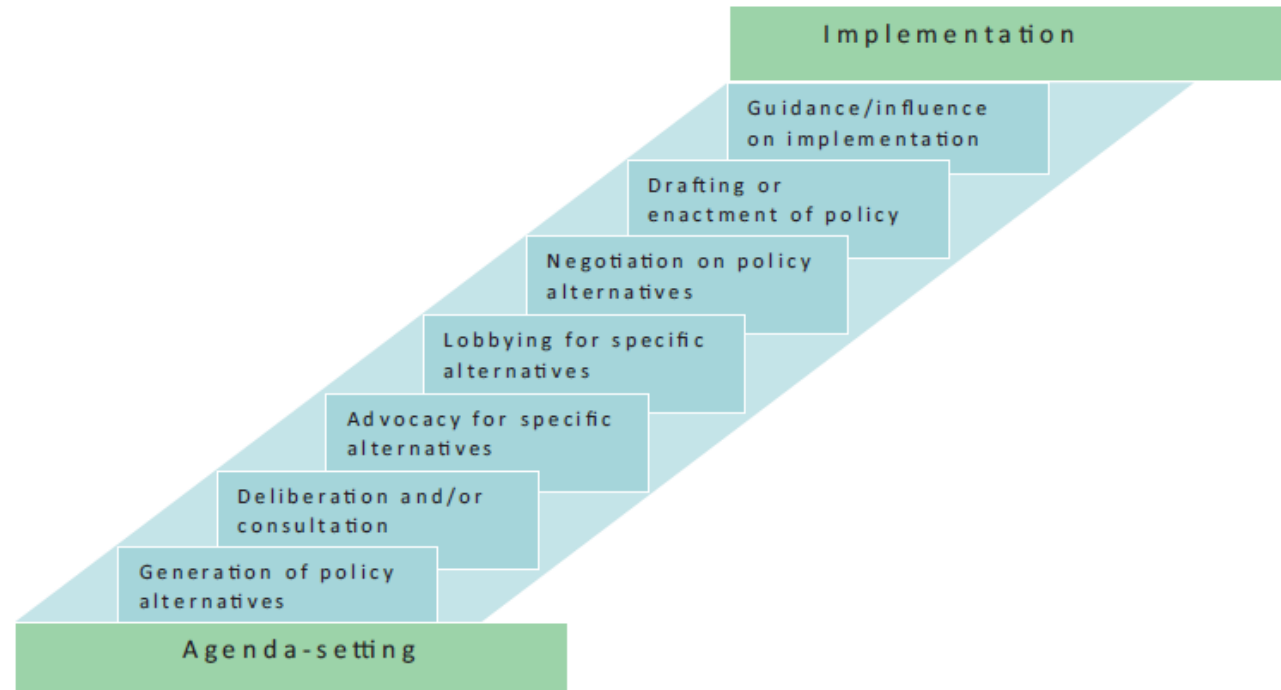 Implementation
Guidance/influence
on implementation
Drafting or
enactment of policy
Negotiation on policy
alternatives
Lobbying for specific
alternatives
Advocacy for specific
alternatives
Deliberation and/or
consultation
Generation of policy
alternatives
Agenda-setting